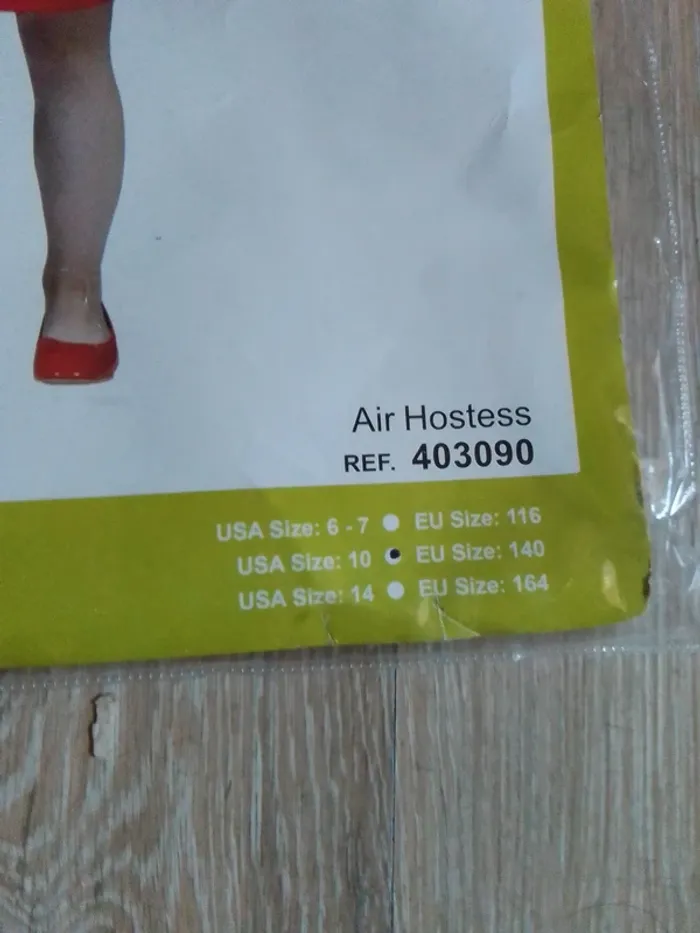 Air Hostess
REF. 403090
USA Size: 6 - 7 EU Size: 116
USA Size: 10 EU Size: 140
USA Size: 14 EU Size: 164